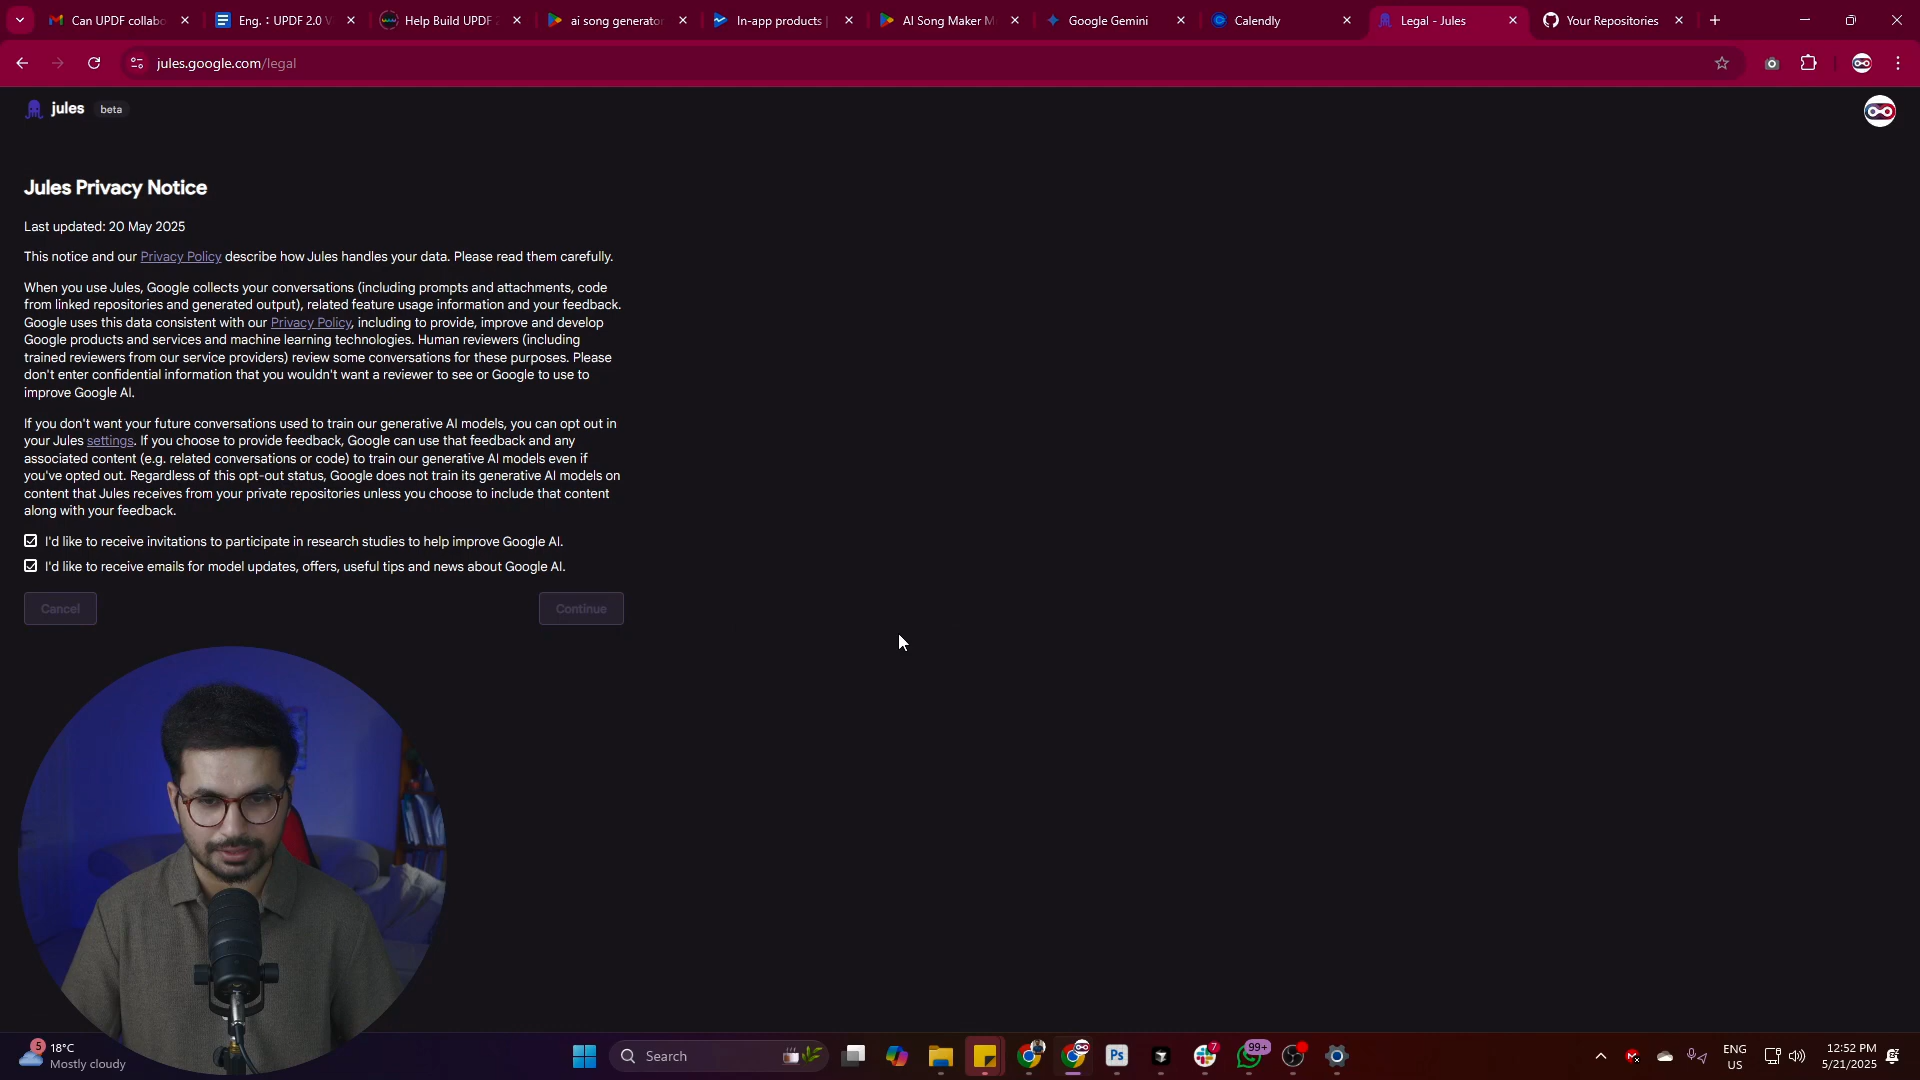 Can UPDF collabo
Eng. : UPDF 2.0 V
Help Build UPDF 2
ai song generator
In-app products |
AI Song Maker M
Google Gemini
Calendly
Legal - Jules
Your Repositories
jules.google.com/legal
jules beta
Jules Privacy Notice
Last updated: 20 May 2025
This notice and our Privacy Policy describe how Jules handles your data. Please read them carefully.
When you use Jules, Google collects your conversations (including prompts and attachments, code
from linked repositories and generated output), related feature usage information and your feedback.
Google uses this data consistent with our Privacy Policy, including to provide, improve and develop
Google products and services and machine learning technologies. Human reviewers (including
trained reviewers from our service providers) review some conversations for these purposes. Please
don't enter confidential information that you wouldn't want a reviewer to see or Google to use to
improve Google AI.
If you don't want your future conversations used to train our generative AI models, you can opt out in
your Jules settings. If you choose to provide feedback, Google can use that feedback and any
associated content (e.g. related conversations or code) to train our generative AI models even if
you've opted out. Regardless of this opt-out status, Google does not train its generative AI models on
content that Jules receives from your private repositories unless you choose to include that content
along with your feedback.
I'd like to receive invitations to participate in research studies to help improve Google AI.
I'd like to receive emails for model updates, offers, useful tips and news about Google AI.
Cancel
Continue
5
18°C
Mostly cloudy
Search
Ps
7
99+
ENG
US
12:52 PM
5/21/2025